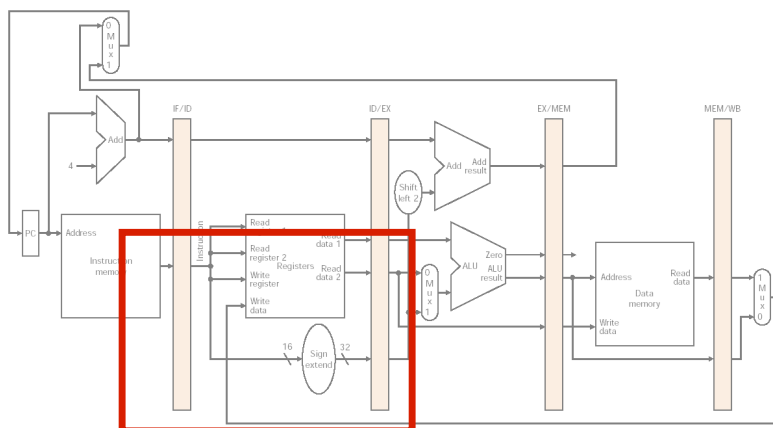 0
M
u
x
1
IF/ID
ID/EX
EX/MEM
MEM/WB
Add
4
Shift
left 2
Add
Add
result
PC
Address
Instruction
memory
Instruction
Read
Read
register 2
Write
register
Write
data
Registers
Read
data 1
Read
data 2
16
Sign
extend
32
0
M
u
x
1
ALU
Zero
ALU
result
Address
Write
data
Data
memory
Read
data
1
M
u
x
0